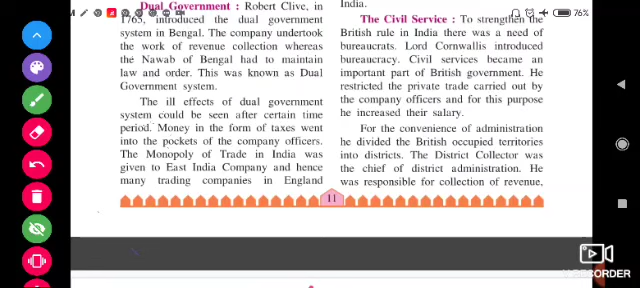 76%
Dual Government : Robert Clive, in
1765, introduced the dual government
system in Bengal. The company undertook
the work of revenue collection whereas
the Nawab of Bengal had to maintain
law and order. This was known as Dual
Government system.
The ill effects of dual government
system could be seen after certain time
period. Money in the form of taxes went
into the pockets of the company officers.
The Monopoly of Trade in India was
given to East India Company and hence
many trading companies in England
India.
The Civil Service : To strengthen the
British rule in India there was a need of
bureaucrats. Lord Cornwallis introduced
bureaucracy. Civil services became an
important part of British government. He
restricted the private trade carried out by
the company officers and for this purpose
he increased their salary.
For the convenience of administration
he divided the British occupied territories
into districts. The District Collector was
the chief of district administration. He
was responsible for collection of revenue,
11
RECORDER